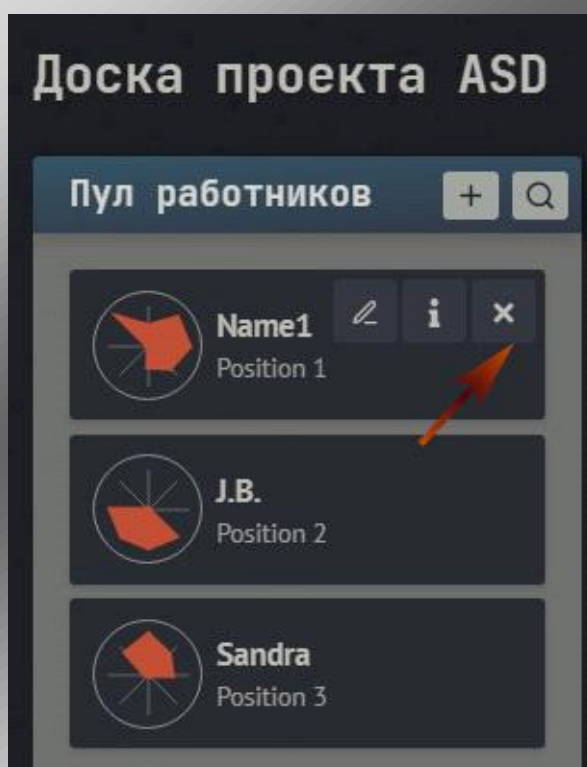 Доска проекта ASD
Пул работников
Name1
Position 1
J.B.
Position 2
Sandra
Position 3